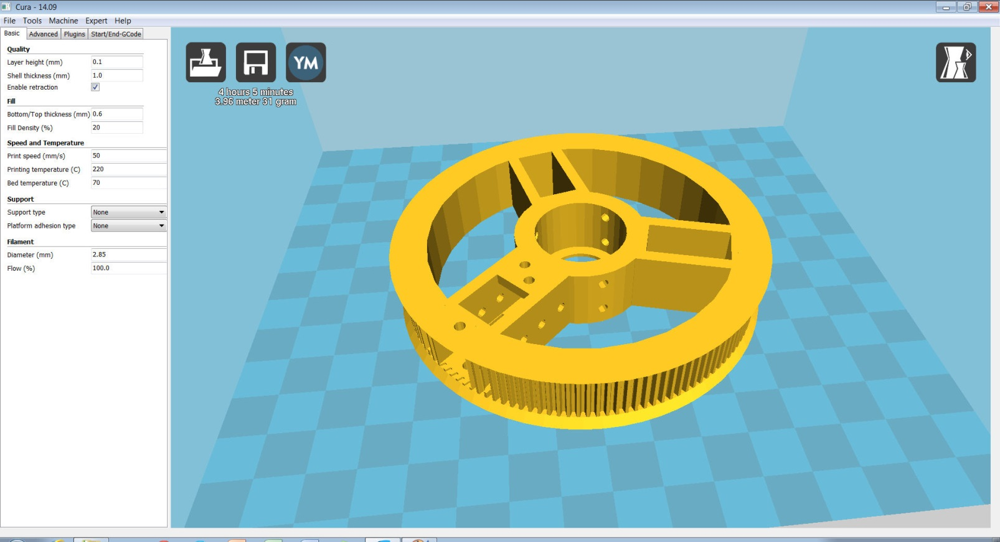 Cura - 14.09
File Tools Machine Expert Help
Basic Advanced Plugins Start/End-GCode
Quality
Layer height (mm) 0.1
Shell thickness (mm) 1.0
Enable retraction
Fill
Bottom/Top thickness (mm) 0.6
Fill Density (%) 20
Speed and Temperature
Print speed (mm/s) 50
Printing temperature (C) 220
Bed temperature (C) 70
Support
Support type None
Platform adhesion type None
Filament
Diameter (mm) 2.85
Flow (%) 100.0
YM
4 hours 5 minutes
3.96 meter 31 gram